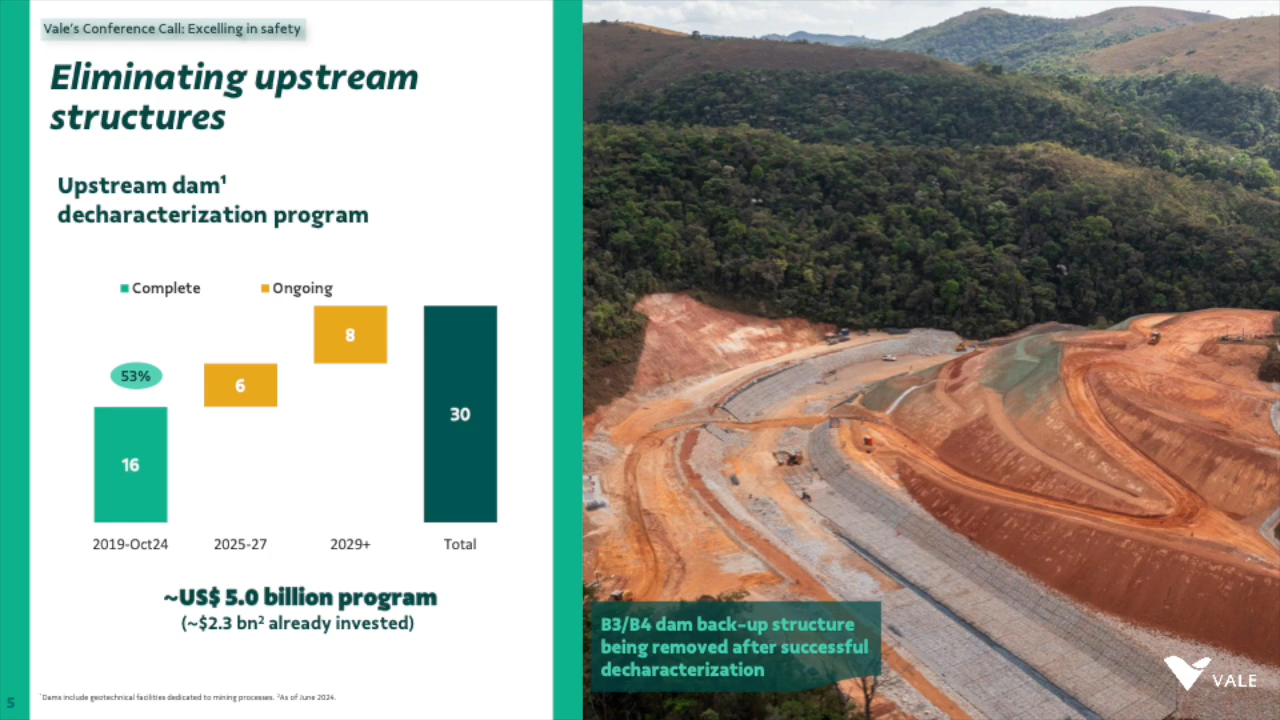 Vale's Conference Call: Excelling in safety
Eliminating upstream
structures
Upstream dam¹
decharacterization program
Complete
Ongoing
8
53%
6
30
16
2019-Oct24
2025-27
2029+
Total
~US$ 5.0 billion program
(~$2.3 bn² already invested)
¹Dams include geotechnical facilities dedicated to mining processes. ²As of June 2024.
5
B3/B4 dam back-up structure
being removed after successful
decharacterization
VALE